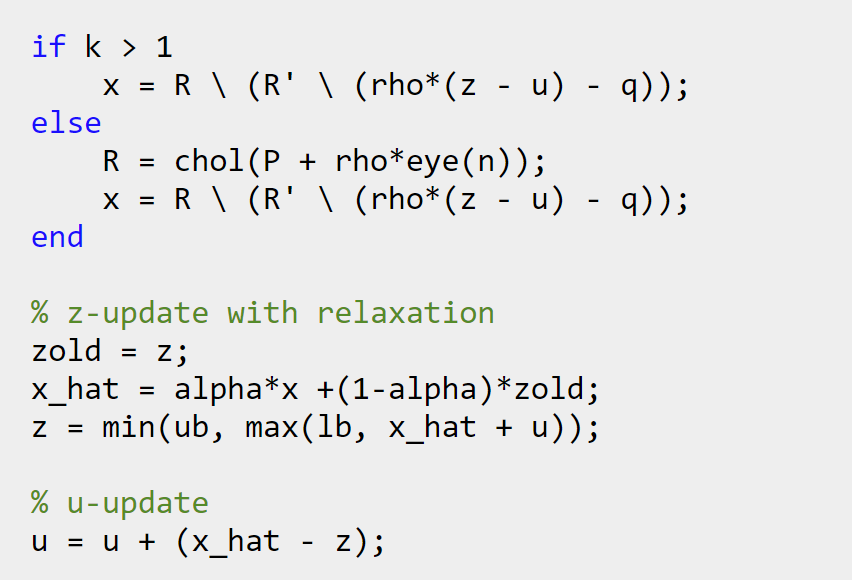 if k > 1
    x = R \ (R' \ (rho*(z - u) - q));
else
    R = chol(P + rho*eye(n));
    x = R \ (R' \ (rho*(z - u) - q));
end

% z-update with relaxation
zold = z;
x_hat = alpha*x +(1-alpha)*zold;
z = min(ub, max(lb, x_hat + u));

% u-update
u = u + (x_hat - z);